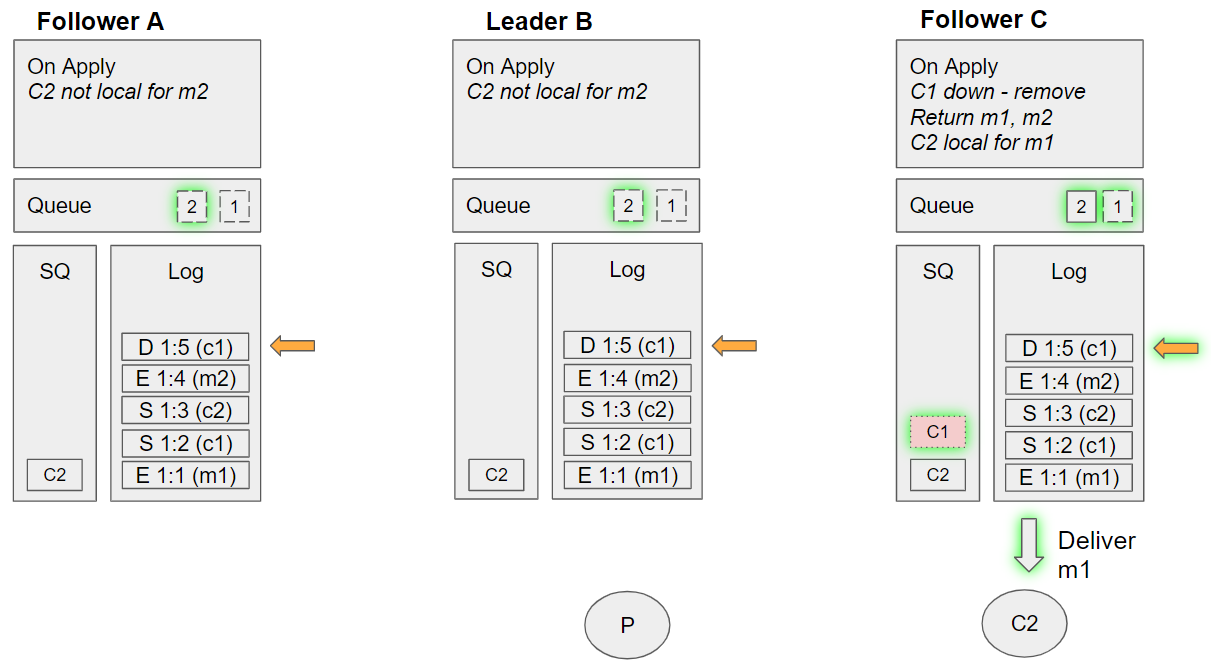 Follower A
On Apply
C2 not local for m2
Queue
2
1
SQ
Log
D 1:5 (c1)
E 1:4 (m2)
S 1:3 (c2)
S 1:2 (c1)
E 1:1 (m1)
C2
Leader B
On Apply
C2 not local for m2
Queue
2
1
SQ
Log
D 1:5 (c1)
E 1:4 (m2)
S 1:3 (c2)
S 1:2 (c1)
E 1:1 (m1)
C2
P
Follower C
On Apply
C1 down - remove
Return m1, m2
C2 local for m1
Queue
2
1
SQ
Log
D 1:5 (c1)
E 1:4 (m2)
S 1:3 (c2)
S 1:2 (c1)
E 1:1 (m1)
C1
C2
Deliver
m1
C2